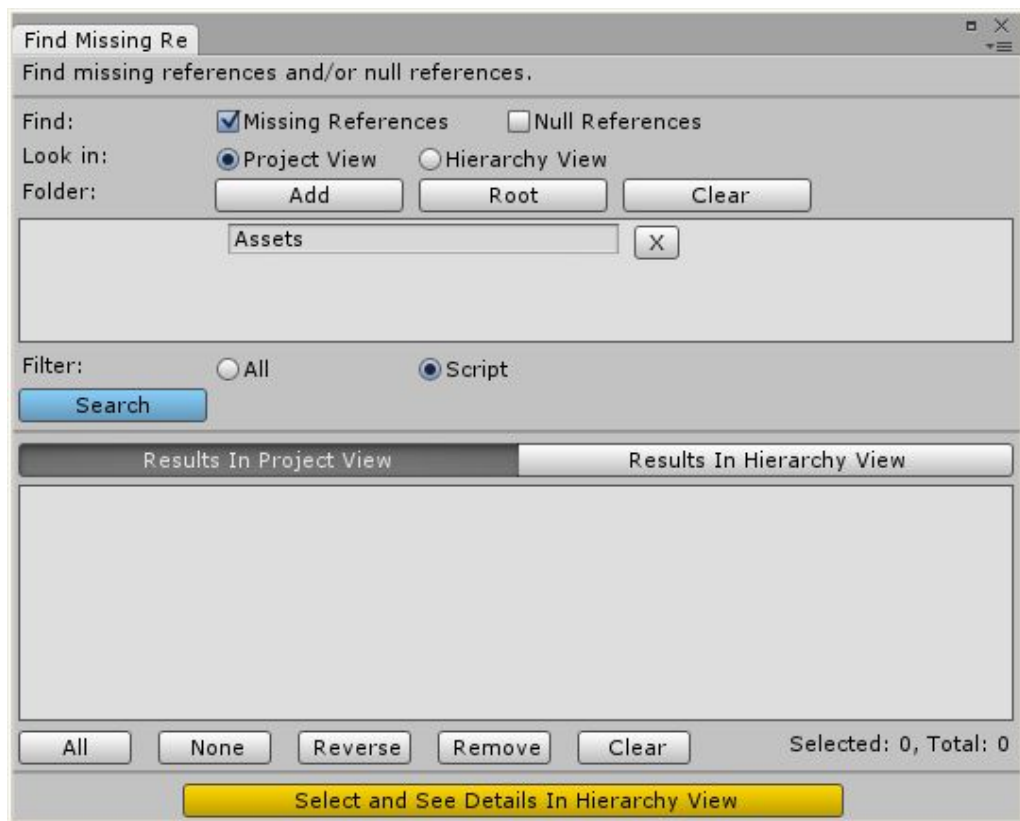 Find Missing Re
Find missing references and/or null references.
Find: Missing References Null References
Look in: Project View Hierarchy View
Folder: Add Root Clear
Assets X
Filter: All Script
Search
Results In Project View Results In Hierarchy View
All None Reverse Remove Clear Selected: 0, Total: 0
Select and See Details In Hierarchy View